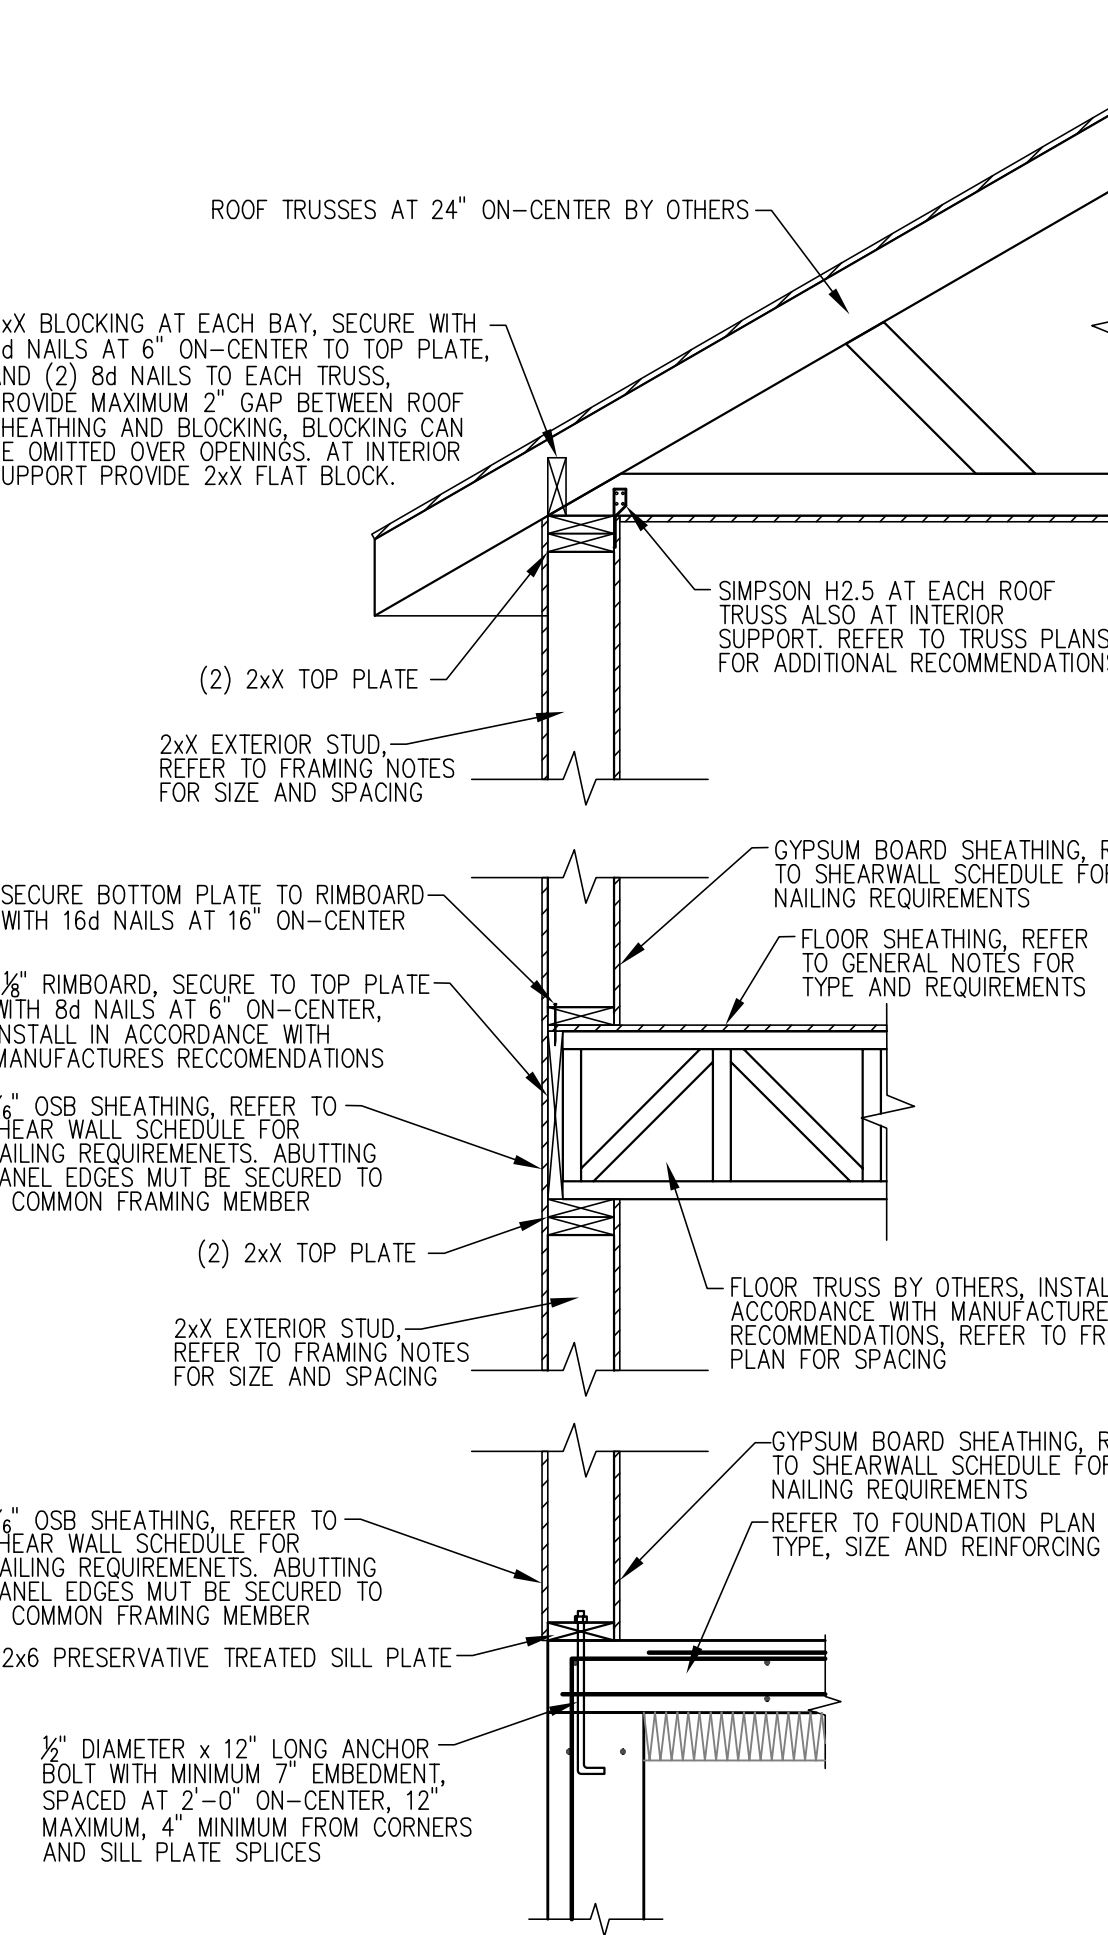 ROOF TRUSSES AT 24" ON-CENTER BY OTHERS
xX BLOCKING AT EACH BAY, SECURE WITH
d NAILS AT 6" ON-CENTER TO TOP PLATE,
ND (2) 8d NAILS TO EACH TRUSS,
ROVIDE MAXIMUM 2" GAP BETWEEN ROOF
HEATHING AND BLOCKING, BLOCKING CAN
E OMITTED OVER OPENINGS. AT INTERIOR
UPPORT PROVIDE 2xX FLAT BLOCK.
SIMPSON H2.5 AT EACH ROOF
TRUSS ALSO AT INTERIOR
SUPPORT. REFER TO TRUSS PLANS
FOR ADDITIONAL RECOMMENDATIONS
(2) 2xX TOP PLATE
2xX EXTERIOR STUD,
REFER TO FRAMING NOTES
FOR SIZE AND SPACING
GYPSUM BOARD SHEATHING, R
TO SHEARWALL SCHEDULE FOR
NAILING REQUIREMENTS
SECURE BOTTOM PLATE TO RIMBOARD
WITH 16d NAILS AT 16" ON-CENTER
FLOOR SHEATHING, REFER
TO GENERAL NOTES FOR
TYPE AND REQUIREMENTS
⅛" RIMBOARD, SECURE TO TOP PLATE
WITH 8d NAILS AT 6" ON-CENTER,
NSTALL IN ACCORDANCE WITH
MANUFACTURES RECCOMENDATIONS
6" OSB SHEATHING, REFER TO
HEAR WALL SCHEDULE FOR
AILING REQUIREMENETS. ABUTTING
ANEL EDGES MUT BE SECURED TO
COMMON FRAMING MEMBER
(2) 2xX TOP PLATE
FLOOR TRUSS BY OTHERS, INSTAL
ACCORDANCE WITH MANUFACTURE
RECOMMENDATIONS, REFER TO FR
PLAN FOR SPACING
2xX EXTERIOR STUD,
REFER TO FRAMING NOTES
FOR SIZE AND SPACING
GYPSUM BOARD SHEATHING, R
TO SHEARWALL SCHEDULE FOR
NAILING REQUIREMENTS
6" OSB SHEATHING, REFER TO
HEAR WALL SCHEDULE FOR
AILING REQUIREMENETS. ABUTTING
ANEL EDGES MUT BE SECURED TO
COMMON FRAMING MEMBER
REFER TO FOUNDATION PLAN
TYPE, SIZE AND REINFORCING
2x6 PRESERVATIVE TREATED SILL PLATE
½" DIAMETER x 12" LONG ANCHOR
BOLT WITH MINIMUM 7" EMBEDMENT,
SPACED AT 2'-0" ON-CENTER, 12"
MAXIMUM, 4" MINIMUM FROM CORNERS
AND SILL PLATE SPLICES